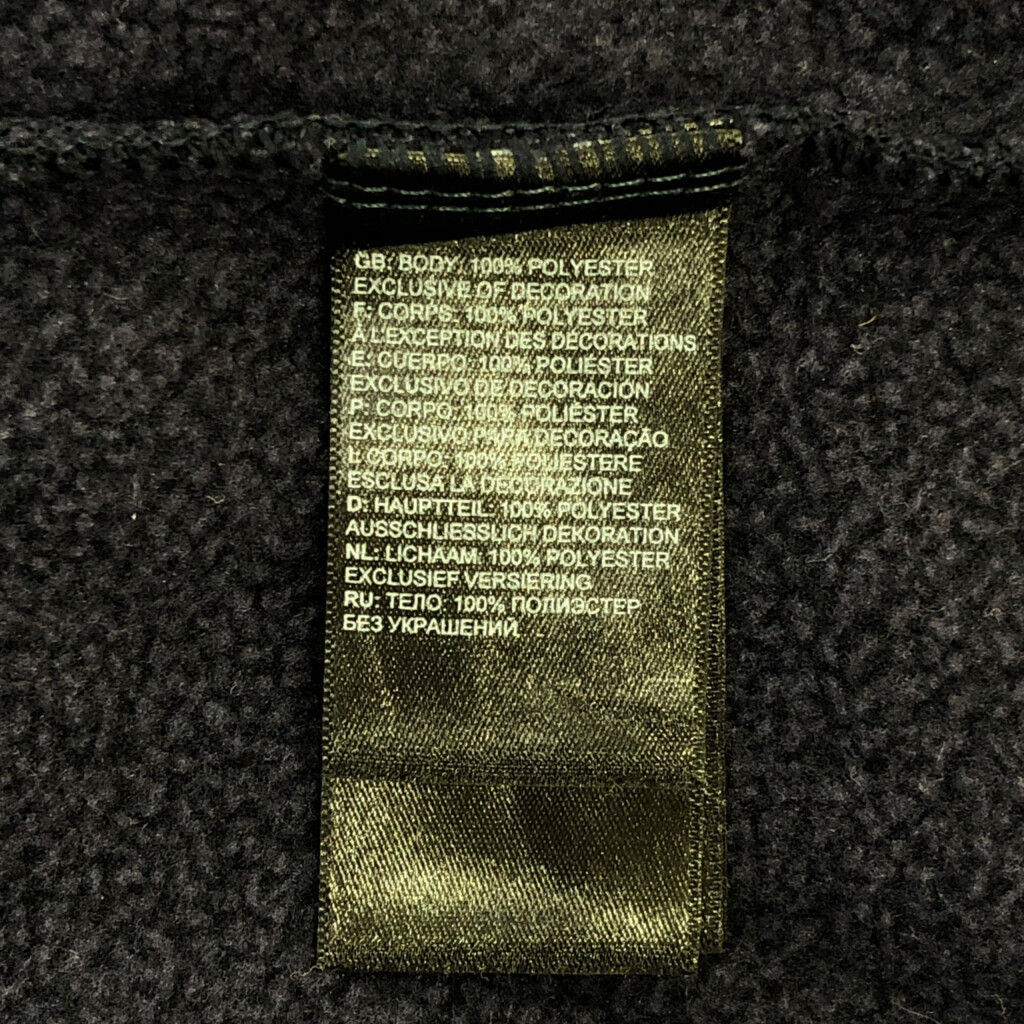 GB: BODY: 100% POLYESTER
EXCLUSIVE OF DECORATION
F: CORPS: 100% POLYESTER
À L'EXCEPTION DES DECORATIONS
E: CUERPO: 100% POLIESTER
EXCLUSIVO DE DECORACIÓN
P: CORPO: 100% POLIESTER
EXCLUSIVO PARA DECORAÇÃO
I: CORPO: 100% POLIESTERE
ESCLUSA LA DECORAZIONE
D: HAUPTTEIL: 100% POLYESTER
AUSSCHLIESSLICH DEKORATION
NL: LICHAAM: 100% POLYESTER
EXCLUSIEF VERSIERING
RU: ТЕЛО: 100% ПОЛИЭСТЕР
БЕЗ УКРАШЕНИЙ